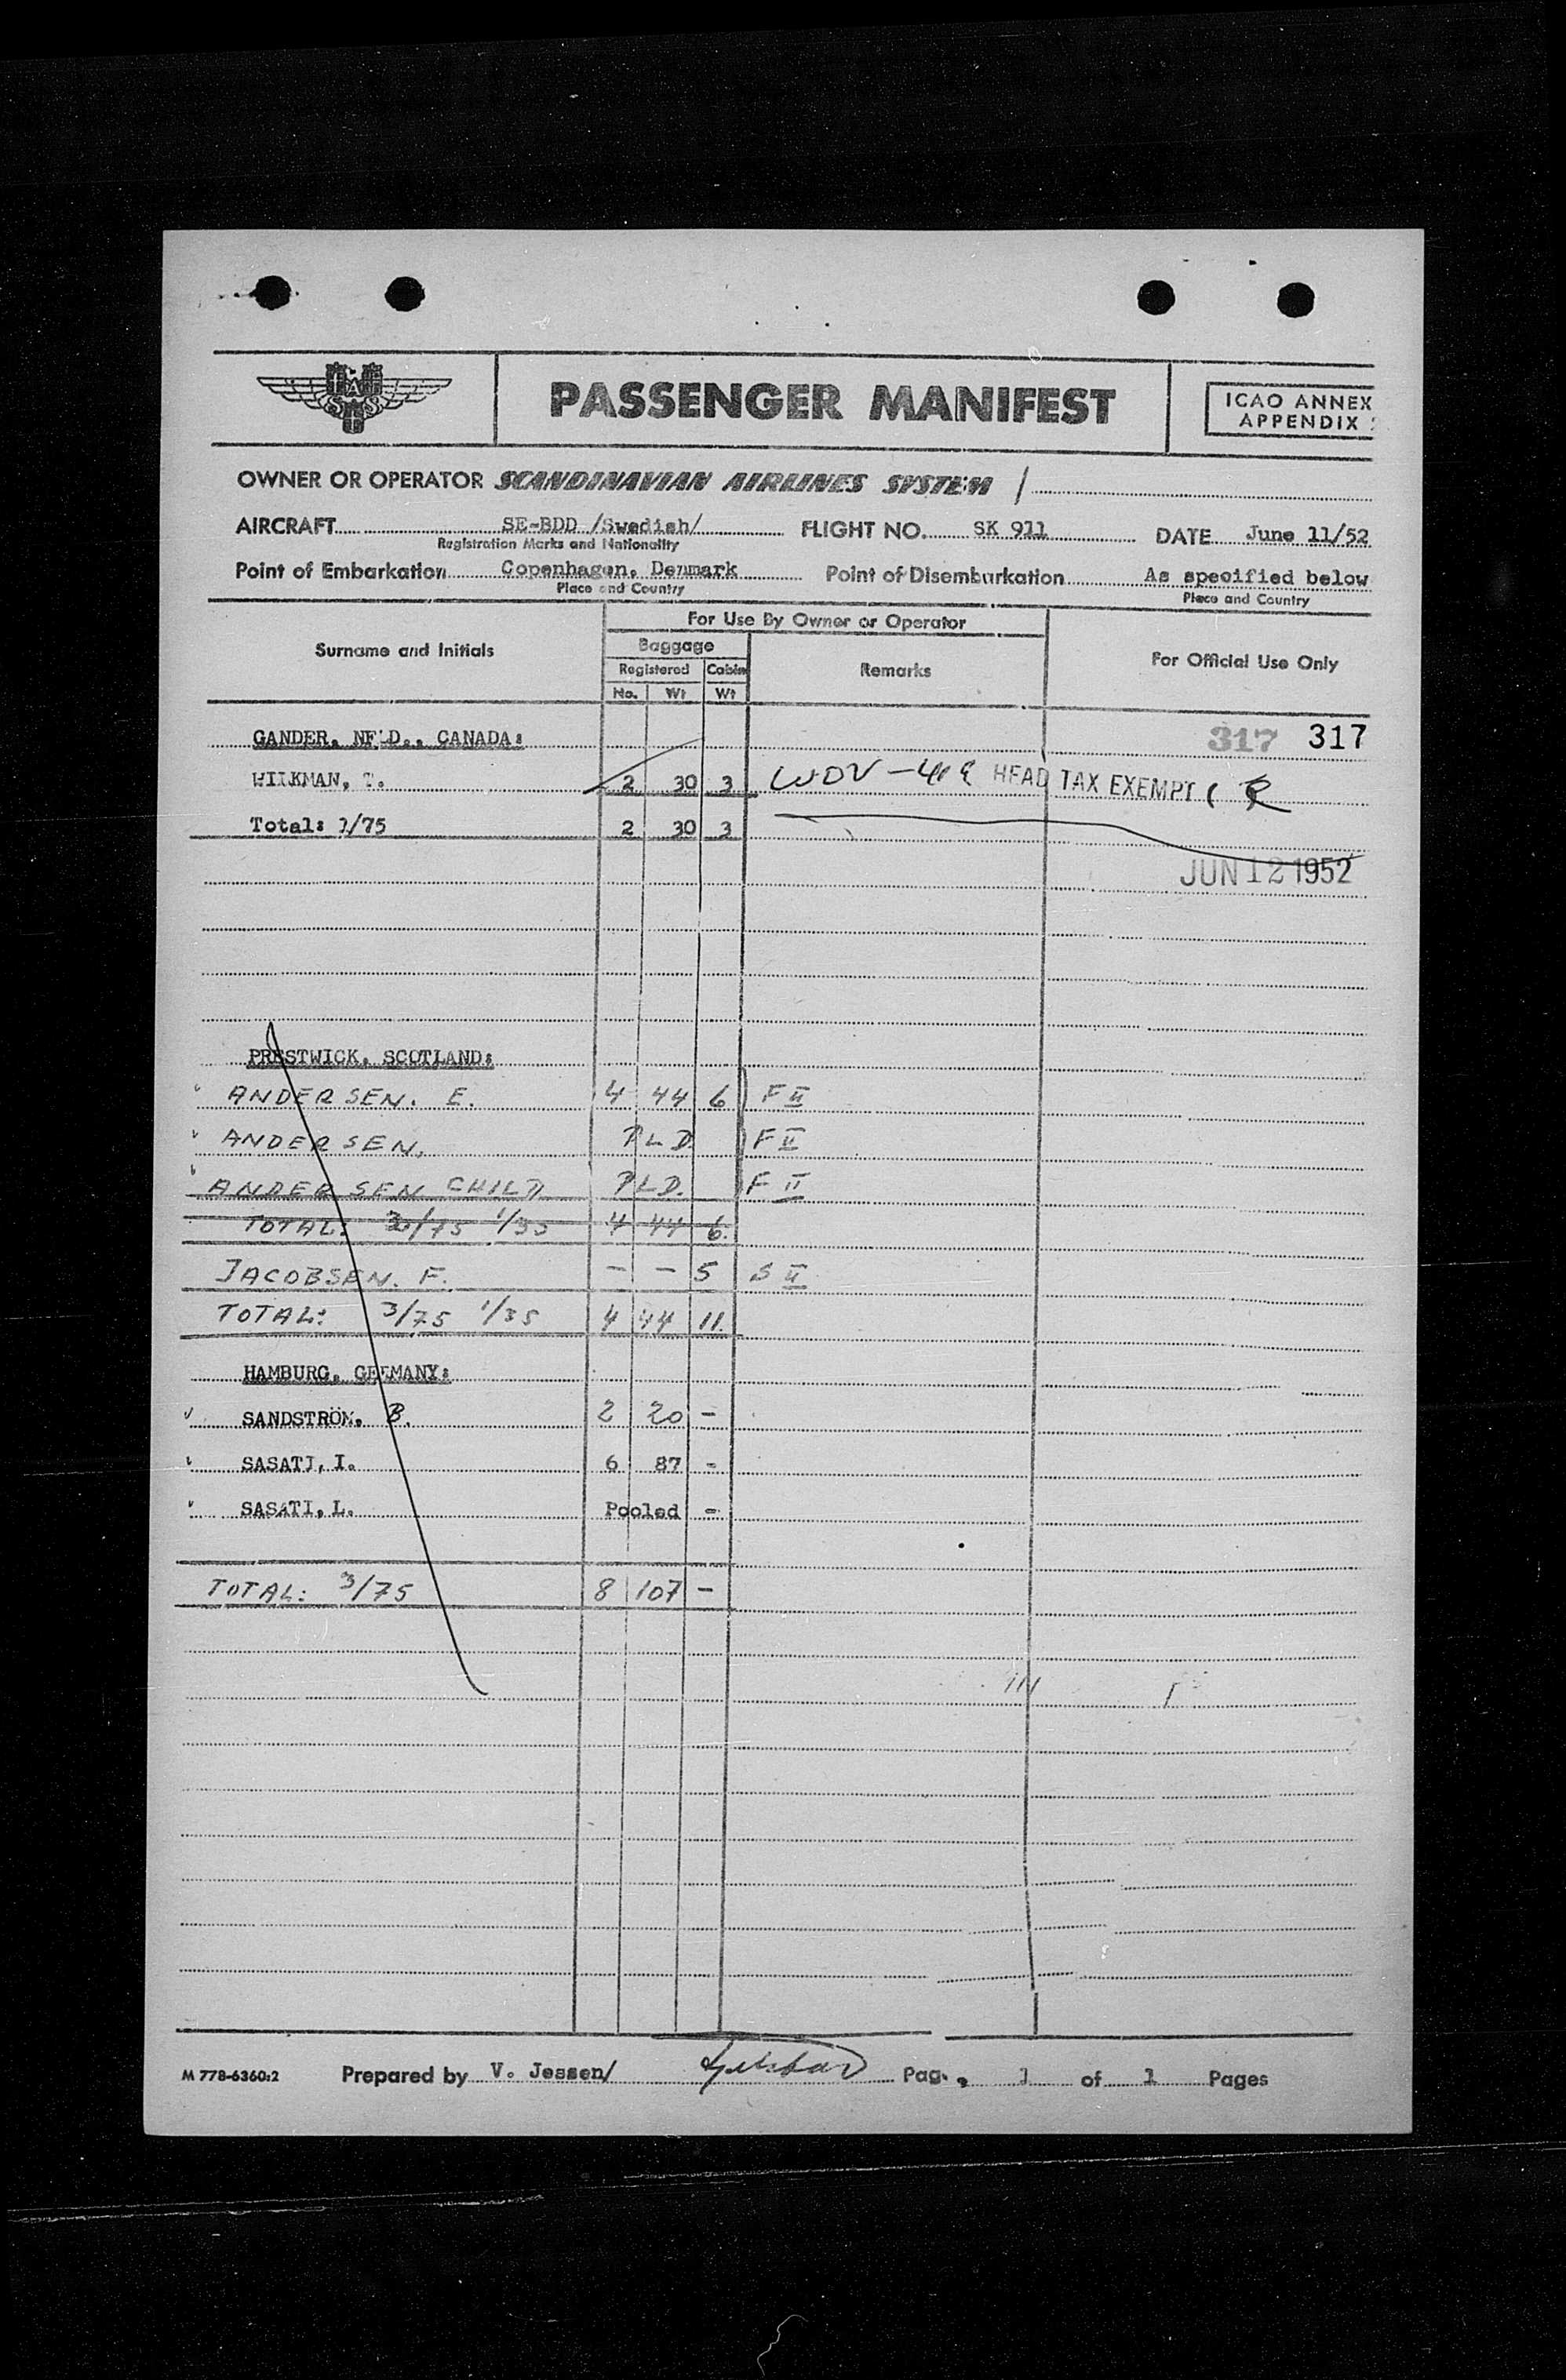 PASSENGER MANIFEST
ICAO ANNEX
APPENDIX
OWNER OR OPERATOR SCANDINAVIAN AIRLINES SYSTEM /
AIRCRAFT SE-BDD /Swedish/ FLIGHT NO. SK 911 DATE June 11/52
Registration Marks and Nationality
Point of Embarkation Copenhagen, Denmark Point of Disembarkation As specified below
Place and Country Place and Country
Surname and Initials For Use By Owner or Operator For Official Use Only
Baggage Remarks
Registered Cabin
No. Wt Wt
GANDER, NF'D., CANADA: 317 317
WILKMAN, 2 30 3 HEAD TAX EXEMPT
Total: 1/75 2 30 3
JUN 12 1952
PRESTWICK, SCOTLAND:
ANDERSEN. E. 4 44 6 F II
ANDERSEN. PLD. F II
ANDERSEN CHILD PLD. F II
TOTAL: /75 1/35 4 44 6.
JACOBSEN. F. - - 5 S II
TOTAL: 3/75 1/35 4 44 11.
HAMBURG, GERMANY:
SANDSTRÖM, B. 2 20 -
SASATI, I. 6 87 -
SASATI, L. Pooled -
TOTAL: 3/75 8 107 -
M 778-6360:2 Prepared by V. Jessen/ Page 1 of 1 Pages